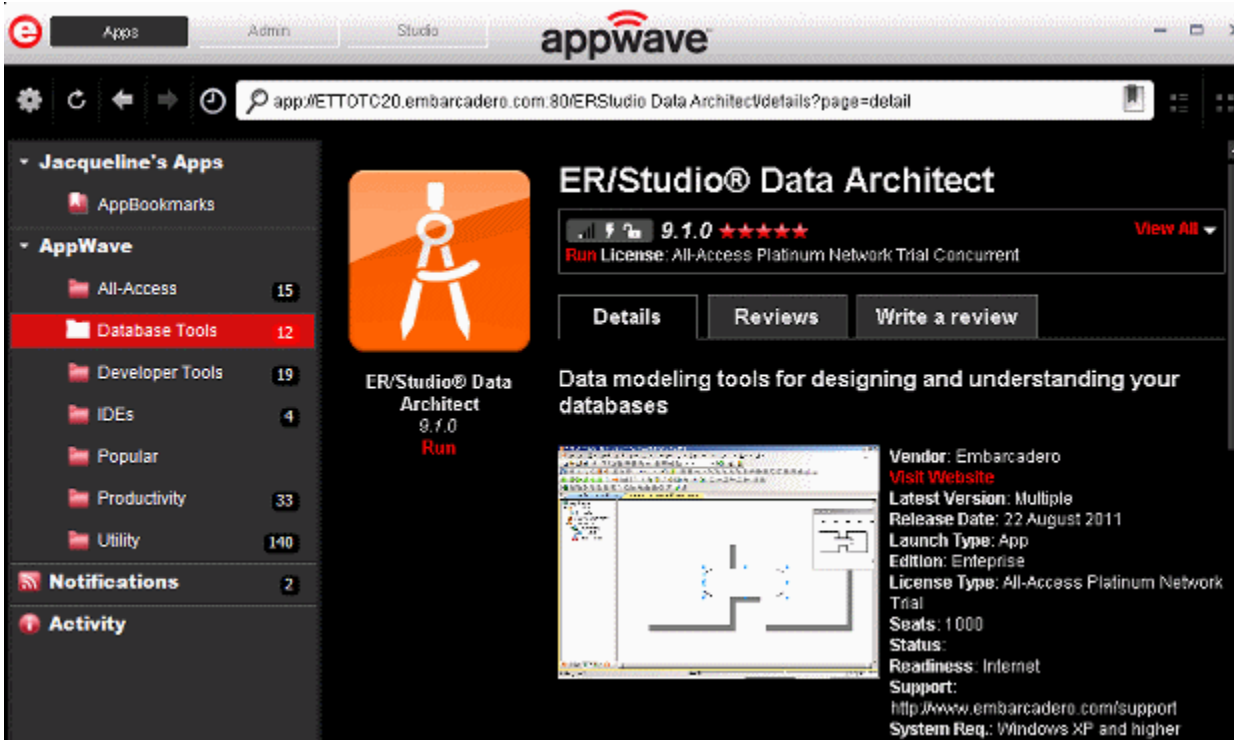 e Apps Admin Studio appwave
app://ETTOTC20.embarcadero.com:80/ERStudio Data Architect/details?page=detail
Jacqueline's Apps
AppBookmarks
AppWave
All-Access 15
Database Tools 12
Developer Tools 19
IDEs 4
Popular
Productivity 33
Utility 140
Notifications 2
Activity
ER/Studio® Data
Architect
9.1.0
Run
ER/Studio® Data Architect
9.1.0 ★★★★★ View All
Run License: All-Access Platinum Network Trial Concurrent
Details Reviews Write a review
Data modeling tools for designing and understanding your
databases
Vendor: Embarcadero
Visit Website
Latest Version: Multiple
Release Date: 22 August 2011
Launch Type: App
Edition: Enteprise
License Type: All-Access Platinum Network
Trial
Seats: 1000
Status:
Readiness: Internet
Support:
http://www.embarcadero.com/support
System Req.: Windows XP and higher